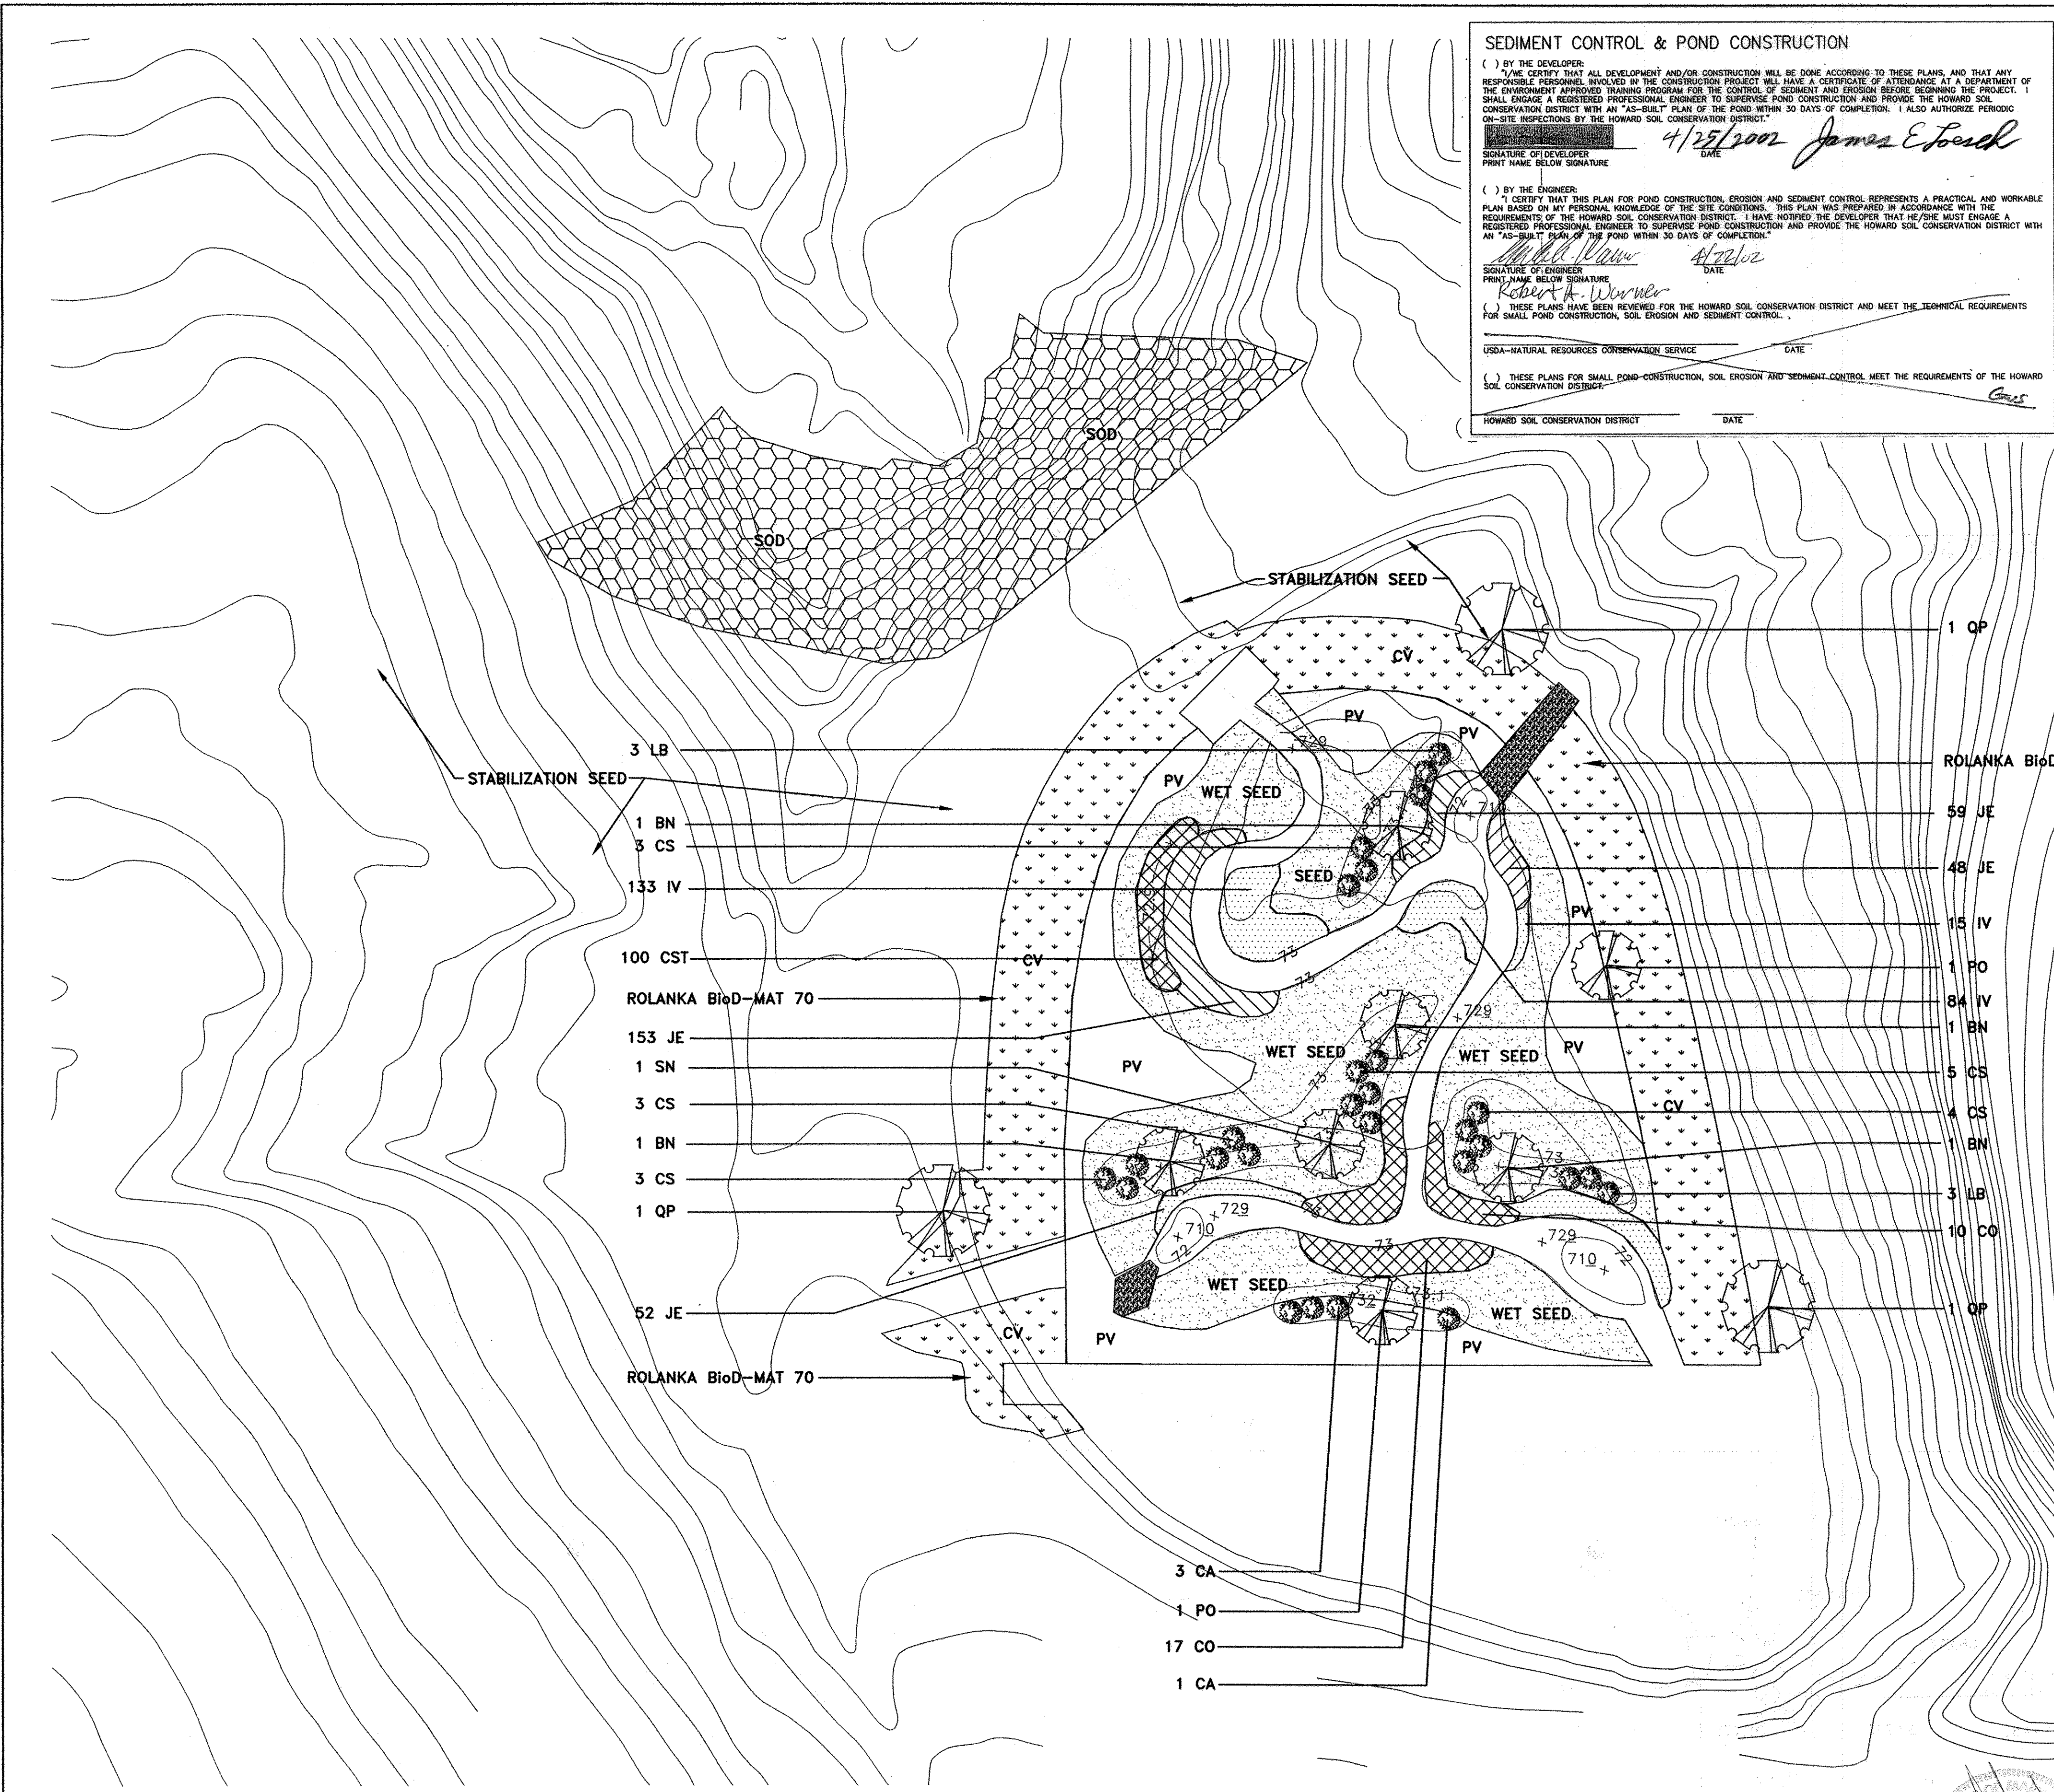 SEDIMENT CONTROL & POND CONSTRUCTION
( ) BY THE DEVELOPER:
"I/WE CERTIFY THAT ALL DEVELOPMENT AND/OR CONSTRUCTION WILL BE DONE ACCORDING TO THESE PLANS, AND THAT ANY
RESPONSIBLE PERSONNEL INVOLVED IN THE CONSTRUCTION PROJECT WILL HAVE A CERTIFICATE OF ATTENDANCE AT A DEPARTMENT OF
THE ENVIRONMENT APPROVED TRAINING PROGRAM FOR THE CONTROL OF SEDIMENT AND EROSION BEFORE BEGINNING THE PROJECT. I
SHALL ENGAGE A REGISTERED PROFESSIONAL ENGINEER TO SUPERVISE POND CONSTRUCTION AND PROVIDE THE HOWARD SOIL
CONSERVATION DISTRICT WITH AN "AS-BUILT" PLAN OF THE POND WITHIN 30 DAYS OF COMPLETION. I ALSO AUTHORIZE PERIODIC
ON-SITE INSPECTIONS BY THE HOWARD SOIL CONSERVATION DISTRICT."
4/25/2002 James E Loesch
SIGNATURE OF DEVELOPER DATE
PRINT NAME BELOW SIGNATURE
( ) BY THE ENGINEER:
"I CERTIFY THAT THIS PLAN FOR POND CONSTRUCTION, EROSION AND SEDIMENT CONTROL REPRESENTS A PRACTICAL AND WORKABLE
PLAN BASED ON MY PERSONAL KNOWLEDGE OF THE SITE CONDITIONS. THIS PLAN WAS PREPARED IN ACCORDANCE WITH THE
REQUIREMENTS OF THE HOWARD SOIL CONSERVATION DISTRICT. I HAVE NOTIFIED THE DEVELOPER THAT HE/SHE MUST ENGAGE A
REGISTERED PROFESSIONAL ENGINEER TO SUPERVISE POND CONSTRUCTION AND PROVIDE THE HOWARD SOIL CONSERVATION DISTRICT WITH
AN "AS-BUILT" PLAN OF THE POND WITHIN 30 DAYS OF COMPLETION."
4/22/02
SIGNATURE OF ENGINEER DATE
PRINT NAME BELOW SIGNATURE
Robert A. Warner
( ) THESE PLANS HAVE BEEN REVIEWED FOR THE HOWARD SOIL CONSERVATION DISTRICT AND MEET THE TECHNICAL REQUIREMENTS
FOR SMALL POND CONSTRUCTION, SOIL EROSION AND SEDIMENT CONTROL.
USDA-NATURAL RESOURCES CONSERVATION SERVICE DATE
( ) THESE PLANS FOR SMALL POND CONSTRUCTION, SOIL EROSION AND SEDIMENT CONTROL MEET THE REQUIREMENTS OF THE HOWARD
SOIL CONSERVATION DISTRICT.
HOWARD SOIL CONSERVATION DISTRICT DATE
SOD
SOD
STABILIZATION SEED
1 QP
CV
PV
PV
729
3 LB
ROLANKA BioD
STABILIZATION SEED
PV
WET SEED
71
72
59 JE
1 BN
3 CS
48 JE
SEED
133 IV
PV
15 IV
73
73
100 CST
CV
1 PO
ROLANKA BioD-MAT 70
84 IV
729
1 BN
153 JE
WET SEED
WET SEED
PV
1 SN
PV
73
5 CS
3 CS
CV
4 CS
1 BN
1 BN
73
3 CS
3 LB
1 QP
729
10 CO
710
72
73
729
710
72
WET SEED
52 JE
32
73.1
WET SEED
1 QP
CV
PV
PV
ROLANKA BioD-MAT 70
3 CA
1 PO
17 CO
1 CA